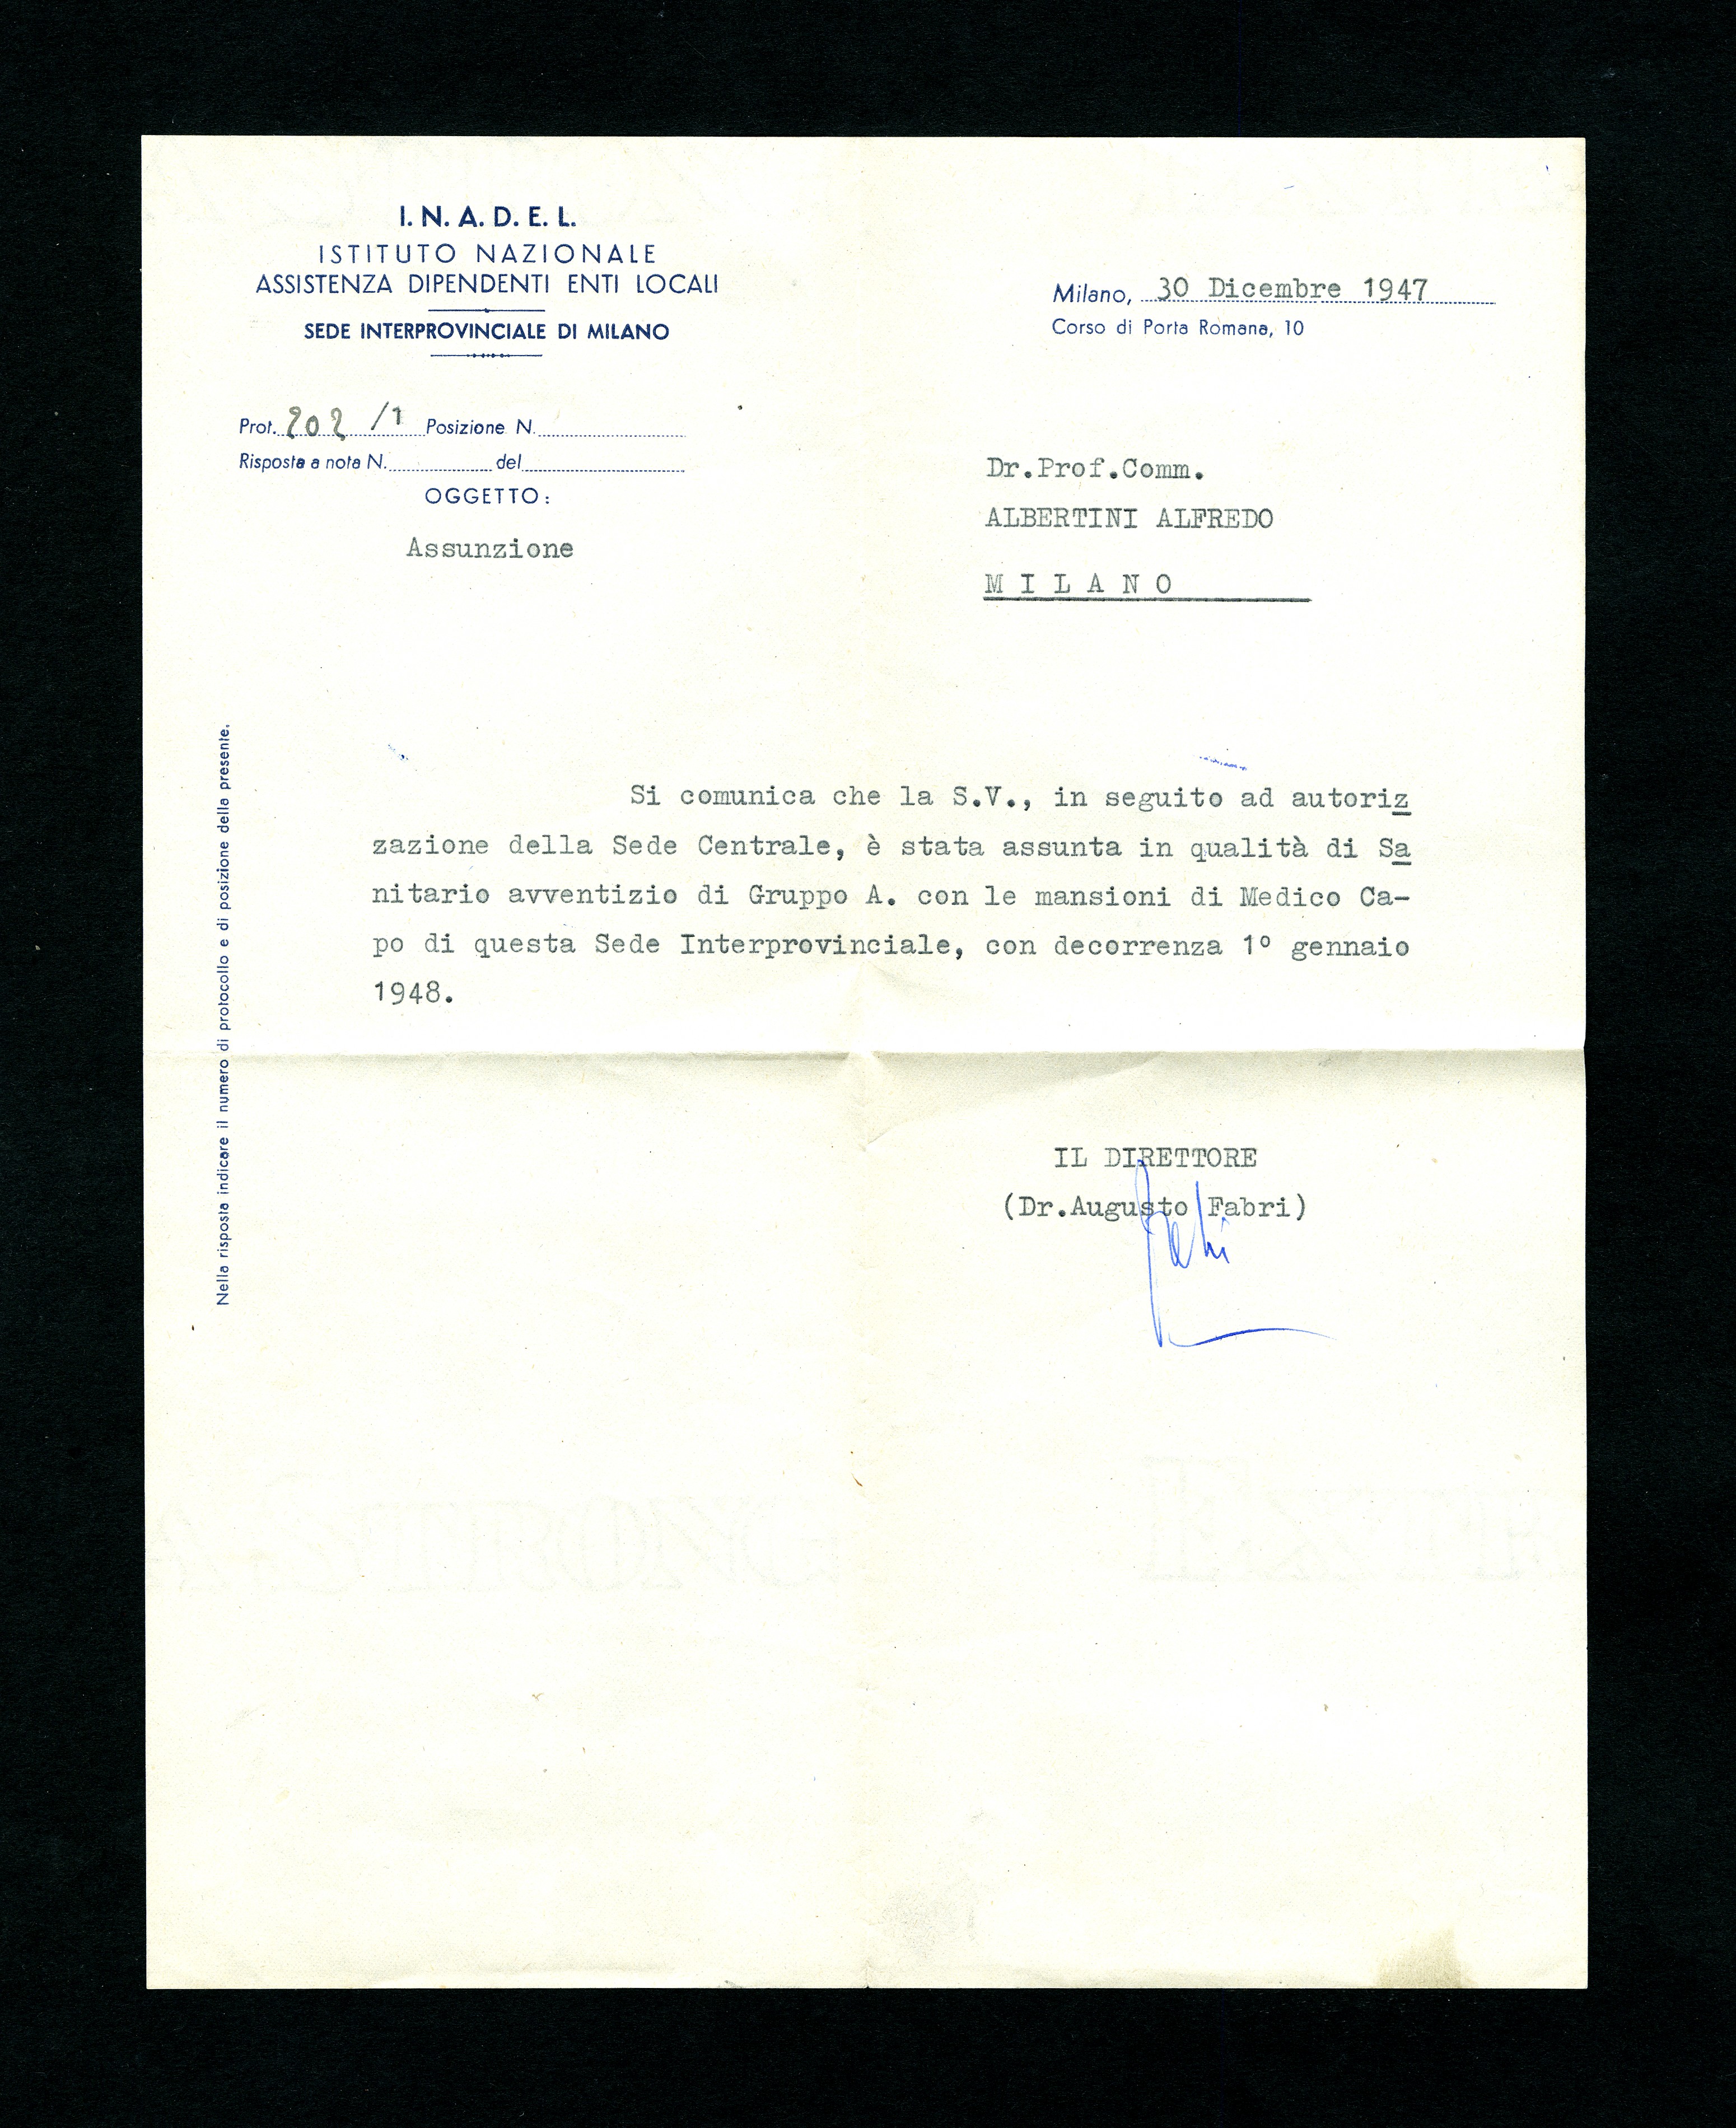 I. N. A. D. E. L.
ISTITUTO NAZIONALE
ASSISTENZA DIPENDENTI ENTI LOCALI
SEDE INTERPROVINCIALE DI MILANO
Milano, 30 Dicembre 1947
Corso di Porta Romana, 10
Prot. 202 /1 Posizione N.
Risposta a nota N. del
OGGETTO:
Assunzione
Dr.Prof.Comm.
ALBERTINI ALFREDO
M I L A N O
Nella risposta indicare il numero di protocollo e di posizione della presente.
Si comunica che la S.V., in seguito ad autoriz
zazione della Sede Centrale, è stata assunta in qualità di Sa
nitario avventizio di Gruppo A. con le mansioni di Medico Ca-
po di questa Sede Interprovinciale, con decorrenza 1º gennaio
1948.
IL DIRETTORE
(Dr.Augusto Fabri)
Fabri